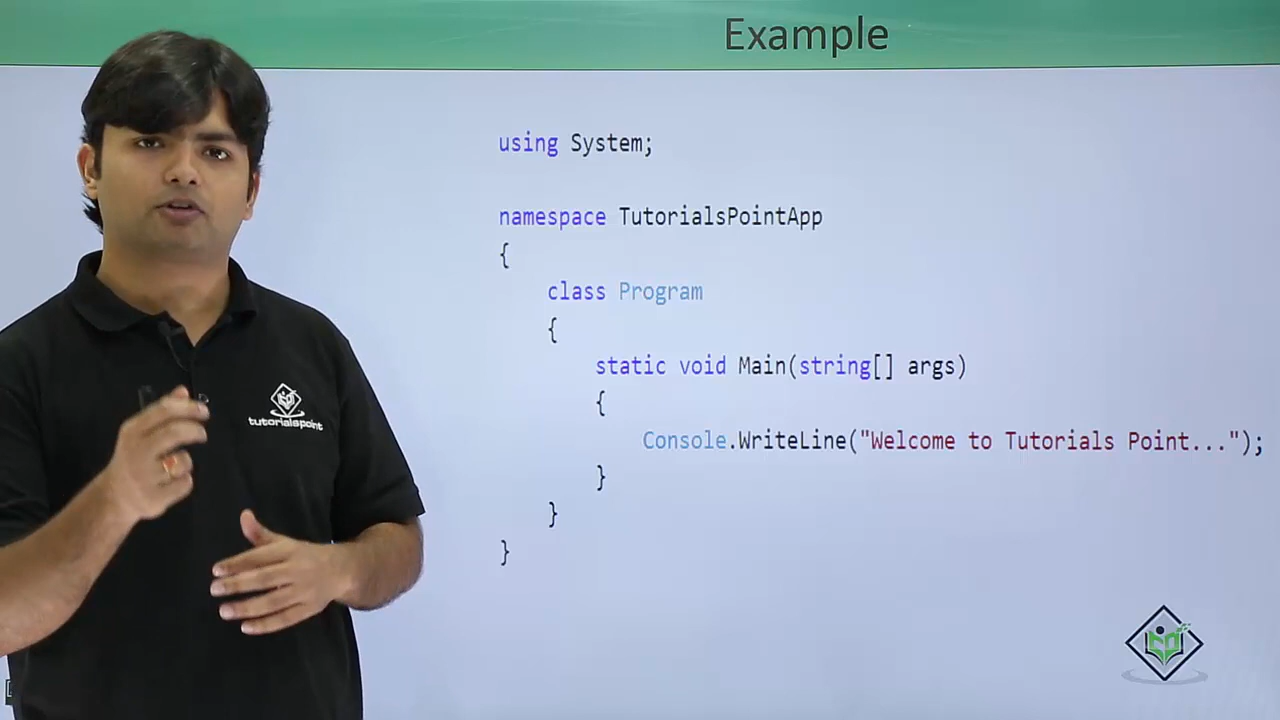 Example
using System;
namespace TutorialsPointApp
{
class Program
{
static void Main(string[] args)
{
Console.WriteLine("Welcome to Tutorials Point...");
}
}
}
tutorialspoint